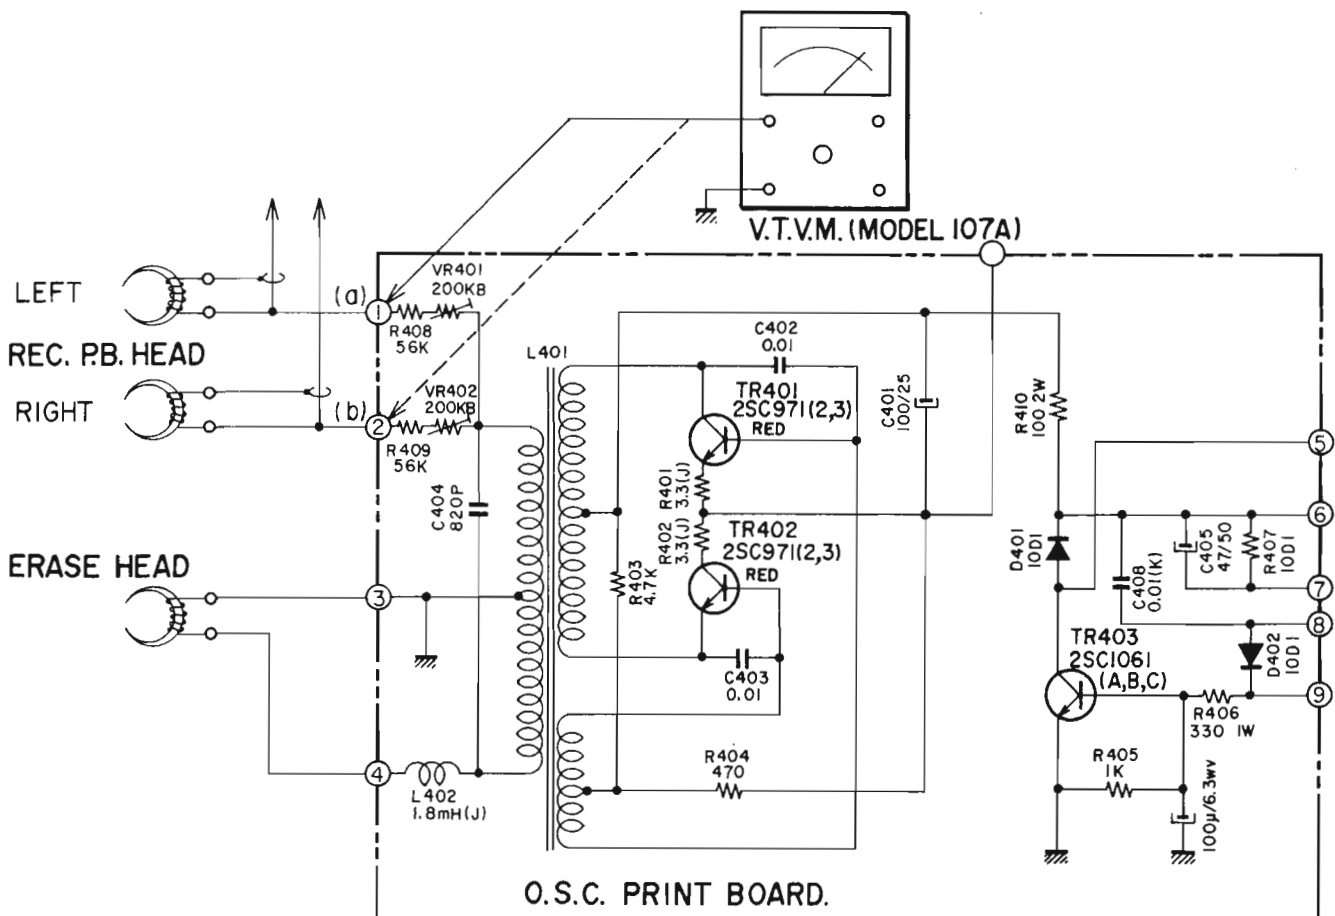 V.T.V.M. (MODEL 107A)
LEFT
REC. P.B. HEAD
RIGHT
ERASE HEAD
(a)
1
R408
56K
VR401
200KB
(b)
2
R409
56K
VR402
200KB
C404
820P
3
4
L402
1.8mH(J)
L401
C402
0.01
TR401
2SC971(2,3)
RED
R401
3.3(J)
R402
3.3(J)
TR402
2SC971(2,3)
RED
R403
4.7K
C403
0.01
R404
470
C401
100/25
R410
100 2W
D401
10D1
C408
0.01(K)
C405
47/50
R407
10D1
5
6
7
8
9
TR403
2SC1061
(A,B,C)
D402
10D1
R406
330 1W
R405
1K
100μ/6.3wv
O.S.C. PRINT BOARD.